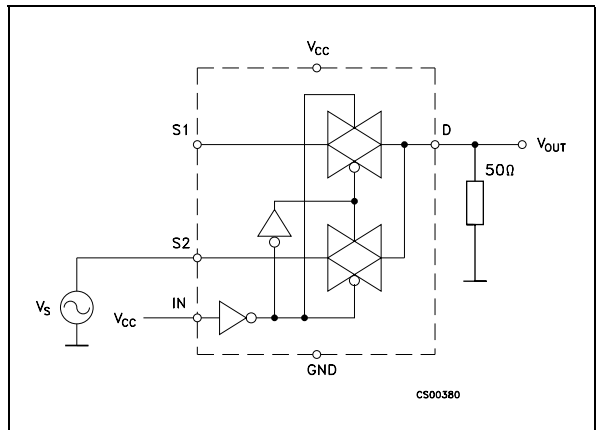 VCC
S1
D
VOUT
50Ω
S2
IN
VS
VCC
GND
CS00380